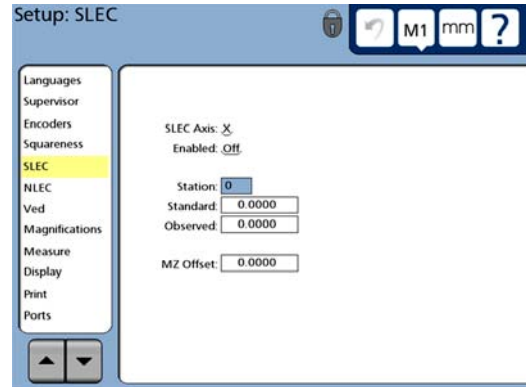 Setup: SLEC
M1 mm ?
Languages
Supervisor
Encoders
Squareness
SLEC
NLEC
Ved
Magnifications
Measure
Display
Print
Ports
SLEC Axis: X
Enabled: Off
Station: 0
Standard: 0.0000
Observed: 0.0000
MZ Offset: 0.0000